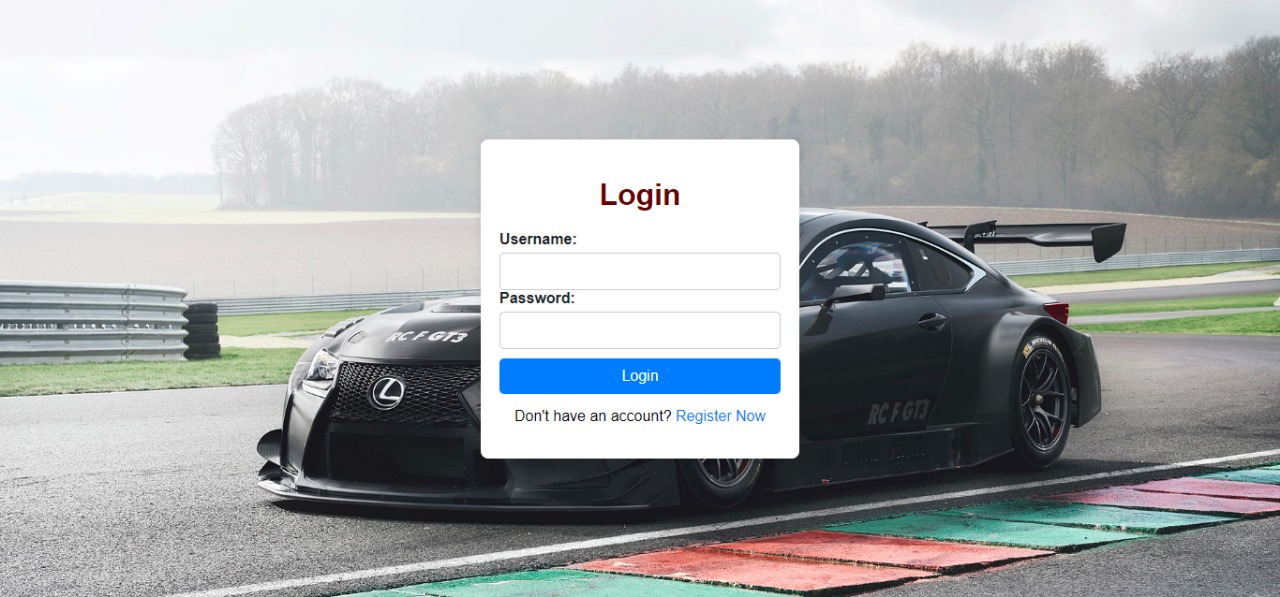 Login
Username:
RC F GT3
Password:
Login
RC F GT3
Don't have an account? Register Now